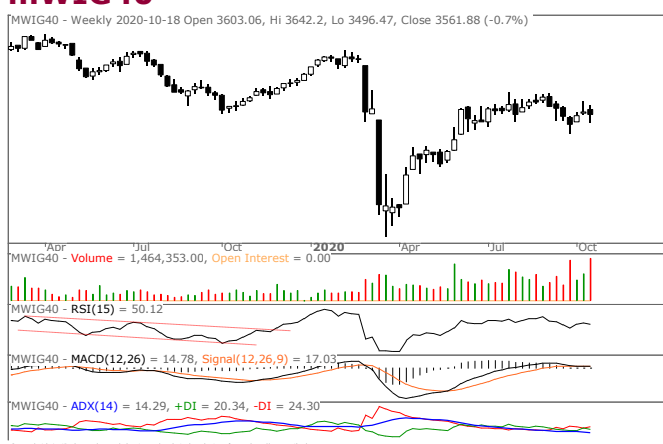 mWIG40
MWIG40 - Weekly 2020-10-18 Open 3603.06, Hi 3642.2, Lo 3496.47, Close 3561.88 (-0.7%)
Apr Jul Oct 2020 Apr Jul Oct
MWIG40 - Volume = 1,464,353.00, Open Interest = 0.00
MWIG40 - RSI(15) = 50.12
MWIG40 - MACD(12,26) = 14.78, Signal(12,26,9) = 17.03
MWIG40 - ADX(14) = 14.29, +DI = 20.34, -DI = 24.30